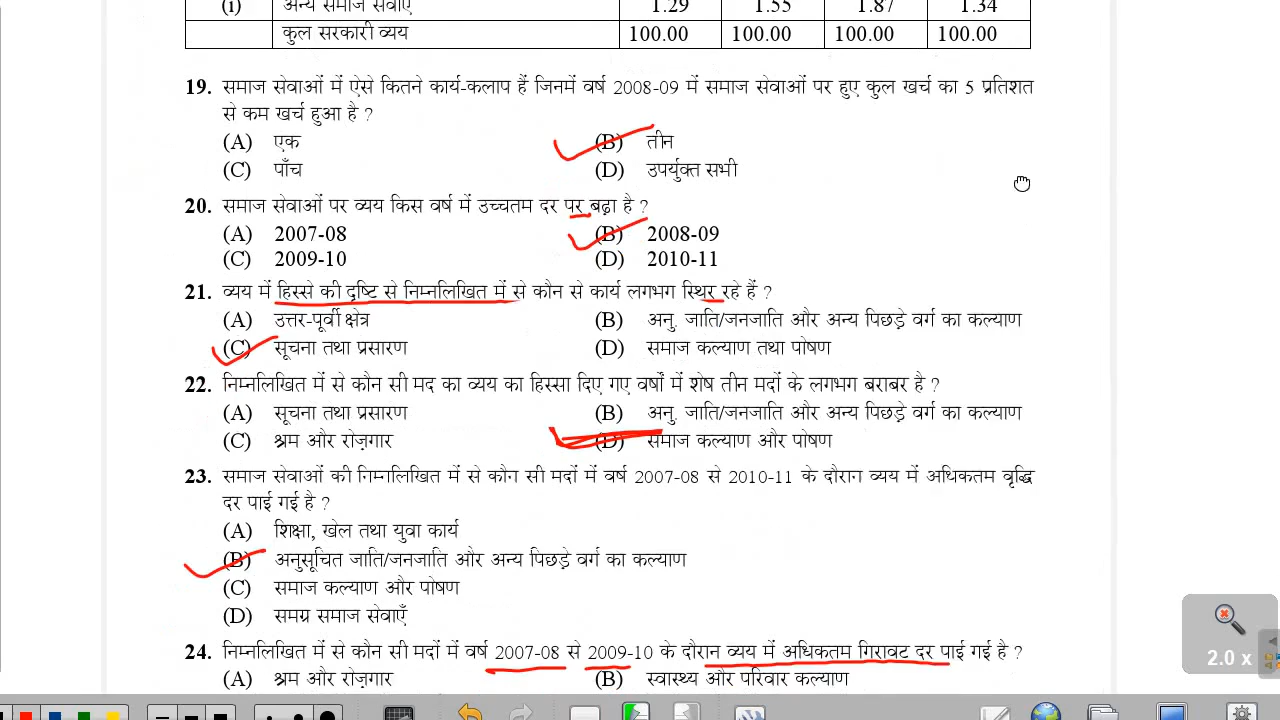 (i) अन्य समाज सेवाएँ 1.29 1.55 1.87 1.34
कुल सरकारी व्यय 100.00 100.00 100.00 100.00
19. समाज सेवाओं में ऐसे कितने कार्य-कलाप हैं जिनमें वर्ष 2008-09 में समाज सेवाओं पर हुए कुल खर्च का 5 प्रतिशत
से कम खर्च हुआ है ?
(A) एक (B) तीन
(C) पाँच (D) उपर्युक्त सभी
20. समाज सेवाओं पर व्यय किस वर्ष में उच्चतम दर पर बढ़ा है ?
(A) 2007-08 (B) 2008-09
(C) 2009-10 (D) 2010-11
21. व्यय में हिस्से की दृष्टि से निम्नलिखित में से कौन से कार्य लगभग स्थिर रहे हैं ?
(A) उत्तर-पूर्वी क्षेत्र (B) अनु. जाति/जनजाति और अन्य पिछड़े वर्ग का कल्याण
(C) सूचना तथा प्रसारण (D) समाज कल्याण तथा पोषण
22. निम्नलिखित में से कौन सी मद का व्यय का हिस्सा दिए गए वर्षों में शेष तीन मदों के लगभग बराबर है ?
(A) सूचना तथा प्रसारण (B) अनु. जाति/जनजाति और अन्य पिछड़े वर्ग का कल्याण
(C) श्रम और रोज़गार (D) समाज कल्याण और पोषण
23. समाज सेवाओं की निम्नलिखित में से कौन सी मदों में वर्ष 2007-08 से 2010-11 के दौरान व्यय में अधिकतम वृद्धि
दर पाई गई है ?
(A) शिक्षा, खेल तथा युवा कार्य
(B) अनुसूचित जाति/जनजाति और अन्य पिछड़े वर्ग का कल्याण
(C) समाज कल्याण और पोषण
(D) समग्र समाज सेवाएँ
24. निम्नलिखित में से कौन सी मदों में वर्ष 2007-08 से 2009-10 के दौरान व्यय में अधिकतम गिरावट दर पाई गई है ?
(A) श्रम और रोज़गार (B) स्वास्थ्य और परिवार कल्याण
2.0 x